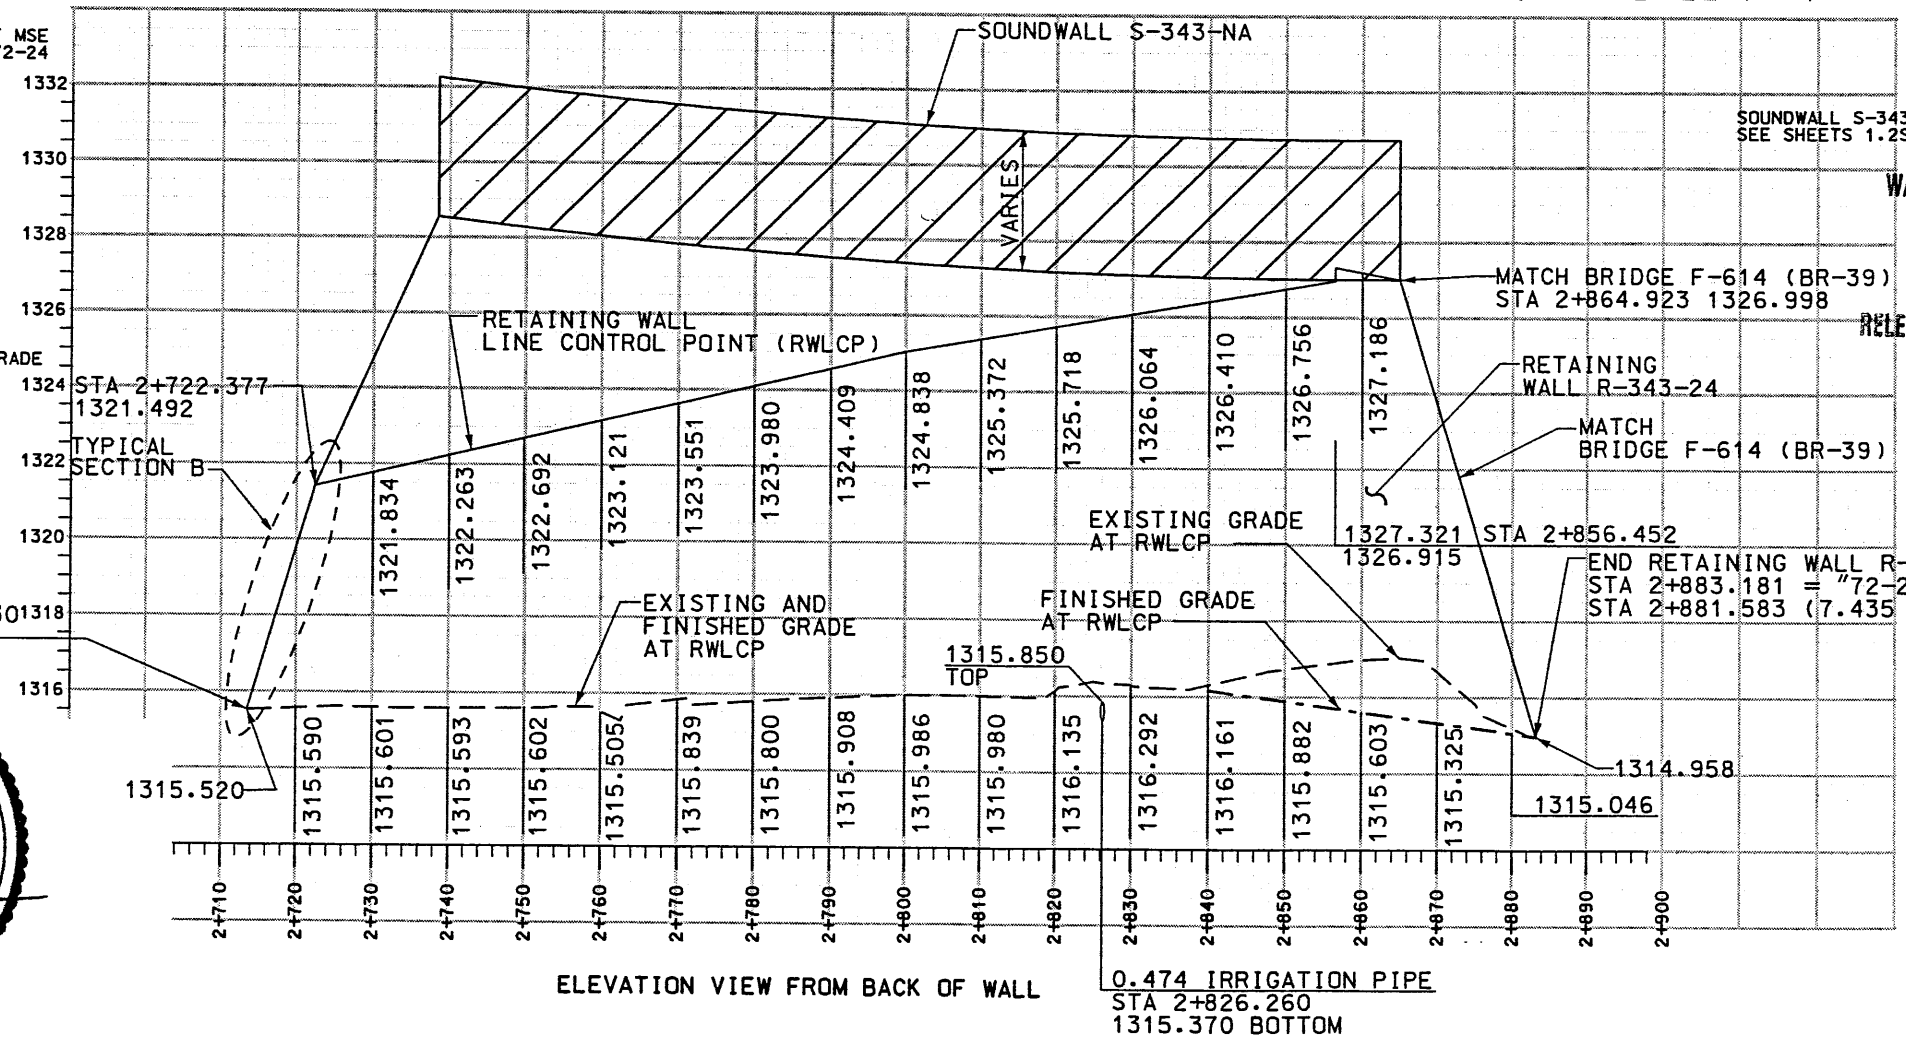 MSE
72-24
1332
1330
1328
1326
1324
1322
1320
1318
1316
SOUNDWALL S-343-NA
SOUNDWALL S-343
SEE SHEETS 1.2S
VARIES
MATCH BRIDGE F-614 (BR-39)
STA 2+864.923 1326.998
RETAINING WALL
LINE CONTROL POINT (RWLCP)
STA 2+722.377
1321.492
TYPICAL
SECTION B
RETAINING
WALL R-343-24
MATCH
BRIDGE F-614 (BR-39)
1321.834
1322.263
1322.692
1323.121
1323.551
1323.980
1324.409
1324.838
1325.372
1325.718
1326.064
1326.410
1326.756
1327.186
1327.321 STA 2+856.452
1326.915
EXISTING GRADE
AT RWLCP
END RETAINING WALL R-
STA 2+883.181 = "72-2
STA 2+881.583 (7.435
EXISTING AND
FINISHED GRADE
AT RWLCP
FINISHED GRADE
AT RWLCP
1315.850
TOP
1315.520
1315.590
1315.601
1315.593
1315.602
1315.505
1315.839
1315.800
1315.908
1315.986
1315.980
1316.135
1316.292
1316.161
1315.882
1315.603
1315.325
1314.958
1315.046
2+710
2+720
2+730
2+740
2+750
2+760
2+770
2+780
2+790
2+800
2+810
2+820
2+830
2+840
2+850
2+860
2+870
2+880
2+890
2+900
ELEVATION VIEW FROM BACK OF WALL
0.474 IRRIGATION PIPE
STA 2+826.260
1315.370 BOTTOM